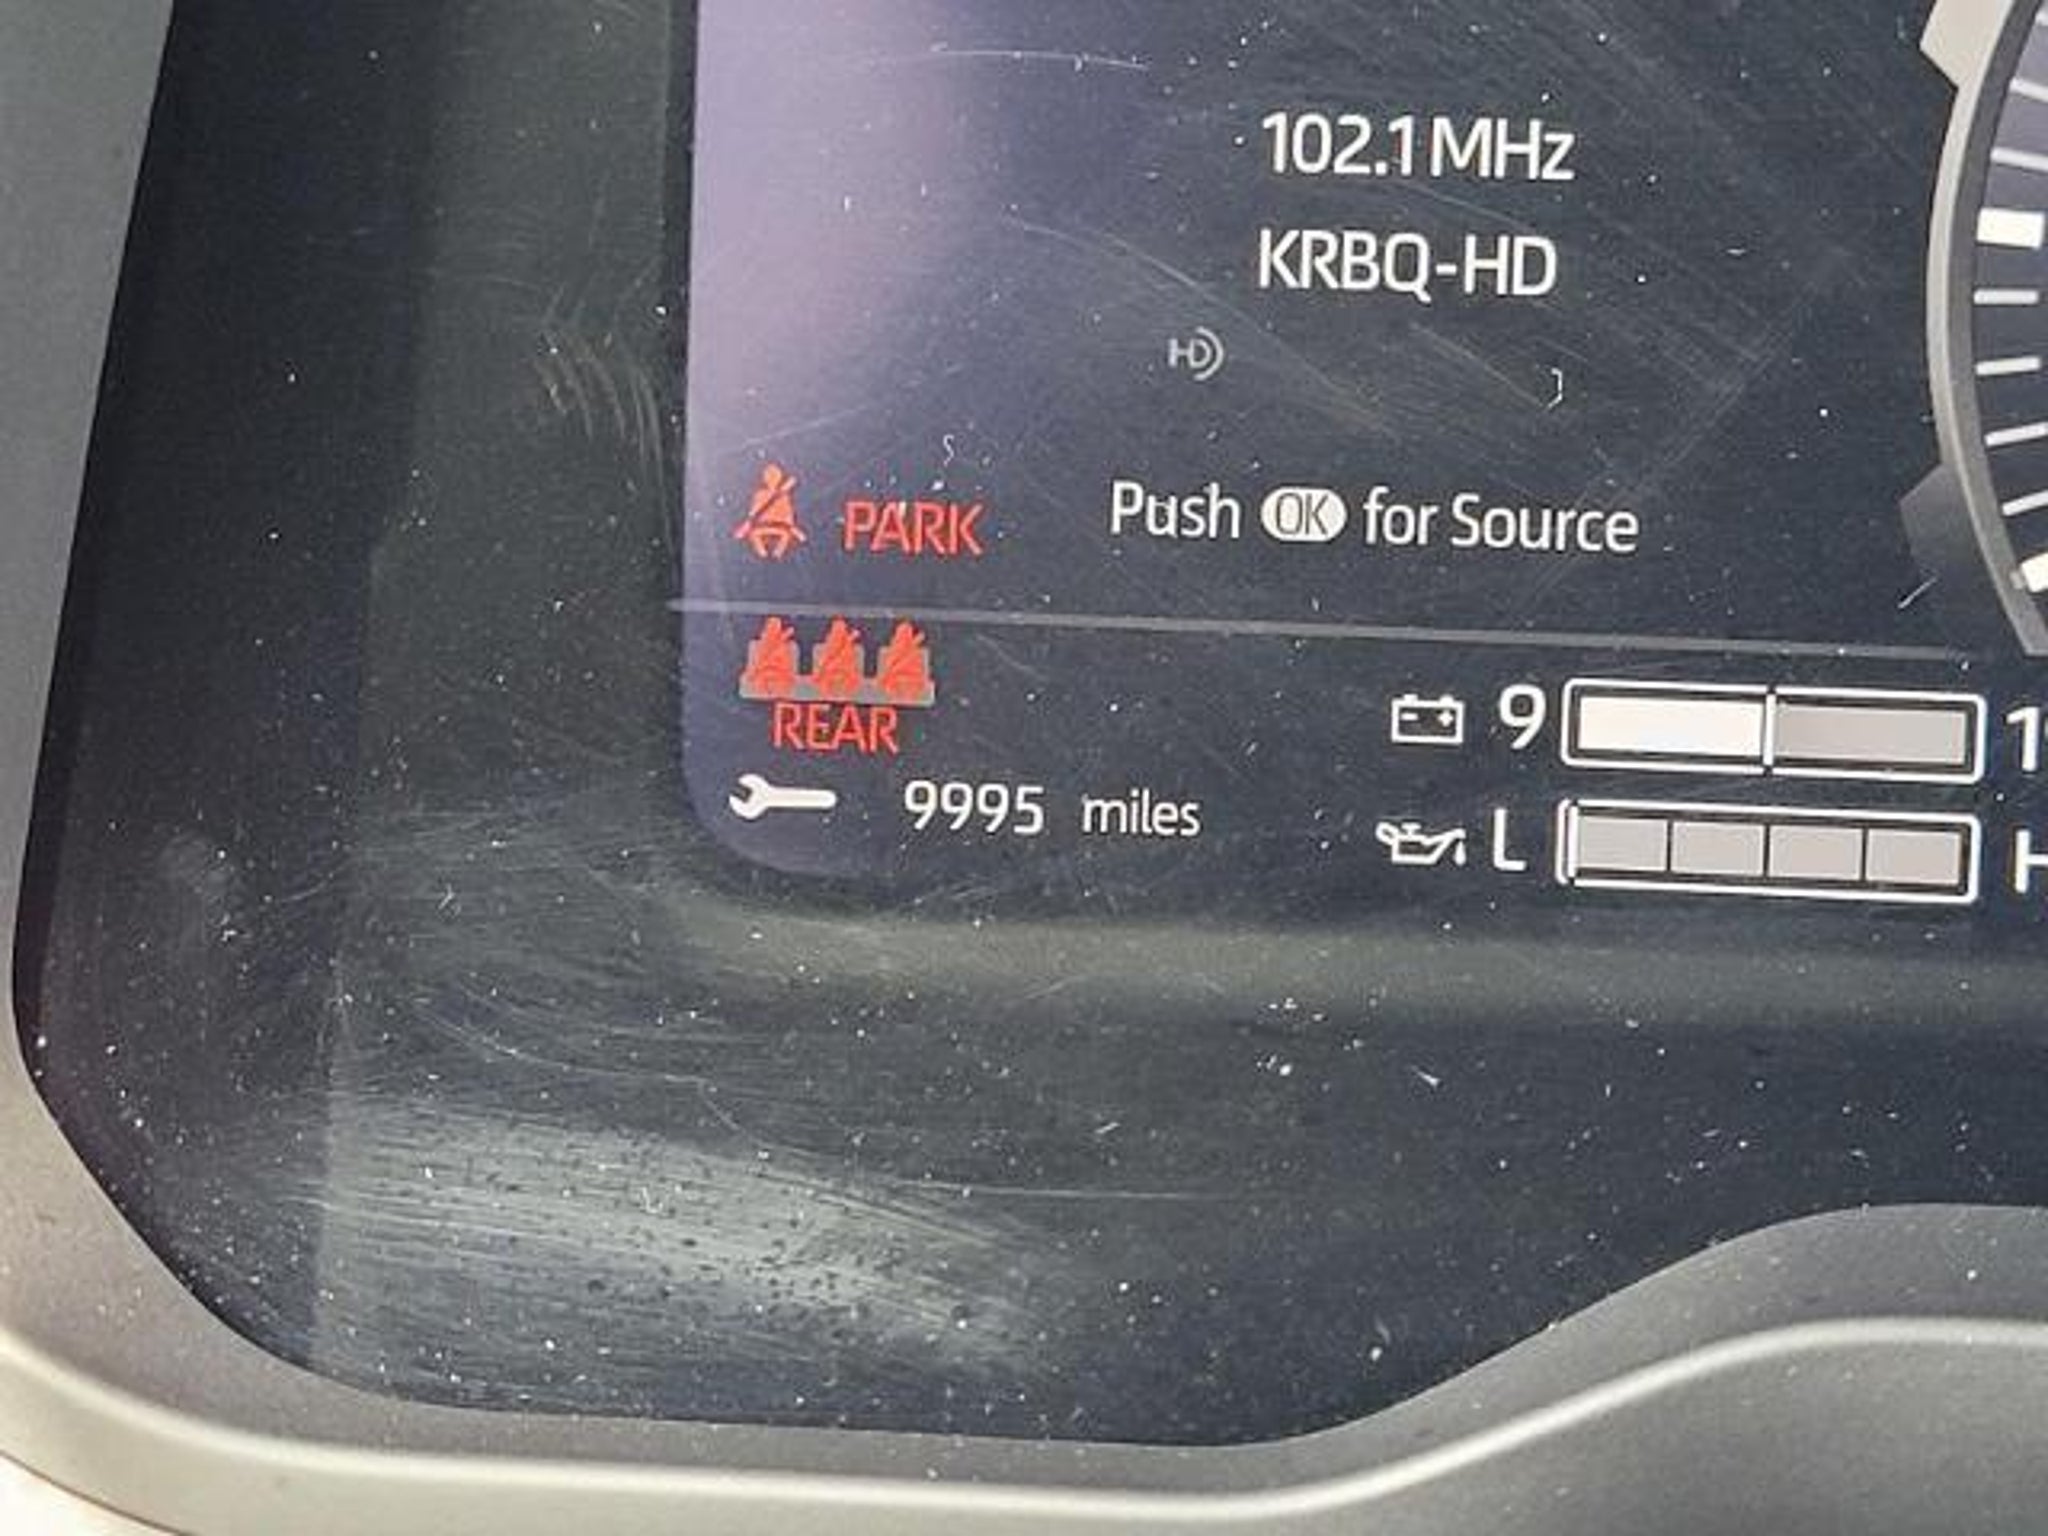 102.1 MHz
KRBQ-HD
HD
PARK
Push OK for Source
REAR
9
9995 miles
L